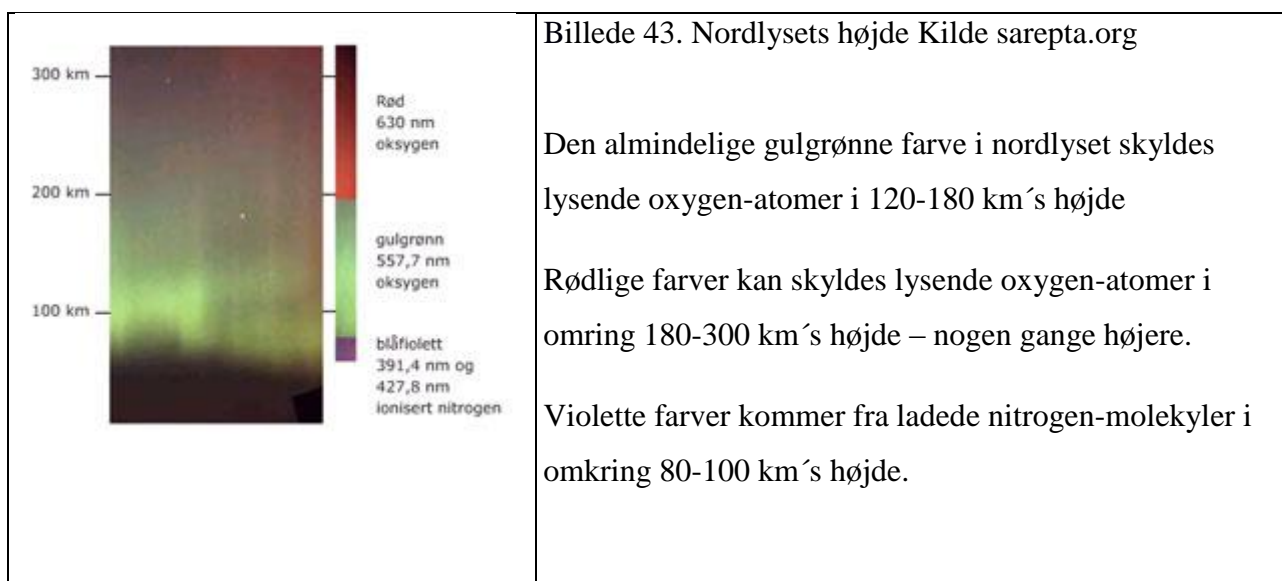 300 km
200 km
100 km
Rød
630 nm
oksygen
gulgrønn
557,7 nm
oksygen
blåfiolett
391,4 nm og
427,8 nm
ionisert nitrogen
Billede 43. Nordlysets højde Kilde sarepta.org
Den almindelige gulgrønne farve i nordlyset skyldes
lysende oxygen-atomer i 120-180 km´s højde
Rødlige farver kan skyldes lysende oxygen-atomer i
omring 180-300 km´s højde – nogen gange højere.
Violette farver kommer fra ladede nitrogen-molekyler i
omkring 80-100 km´s højde.